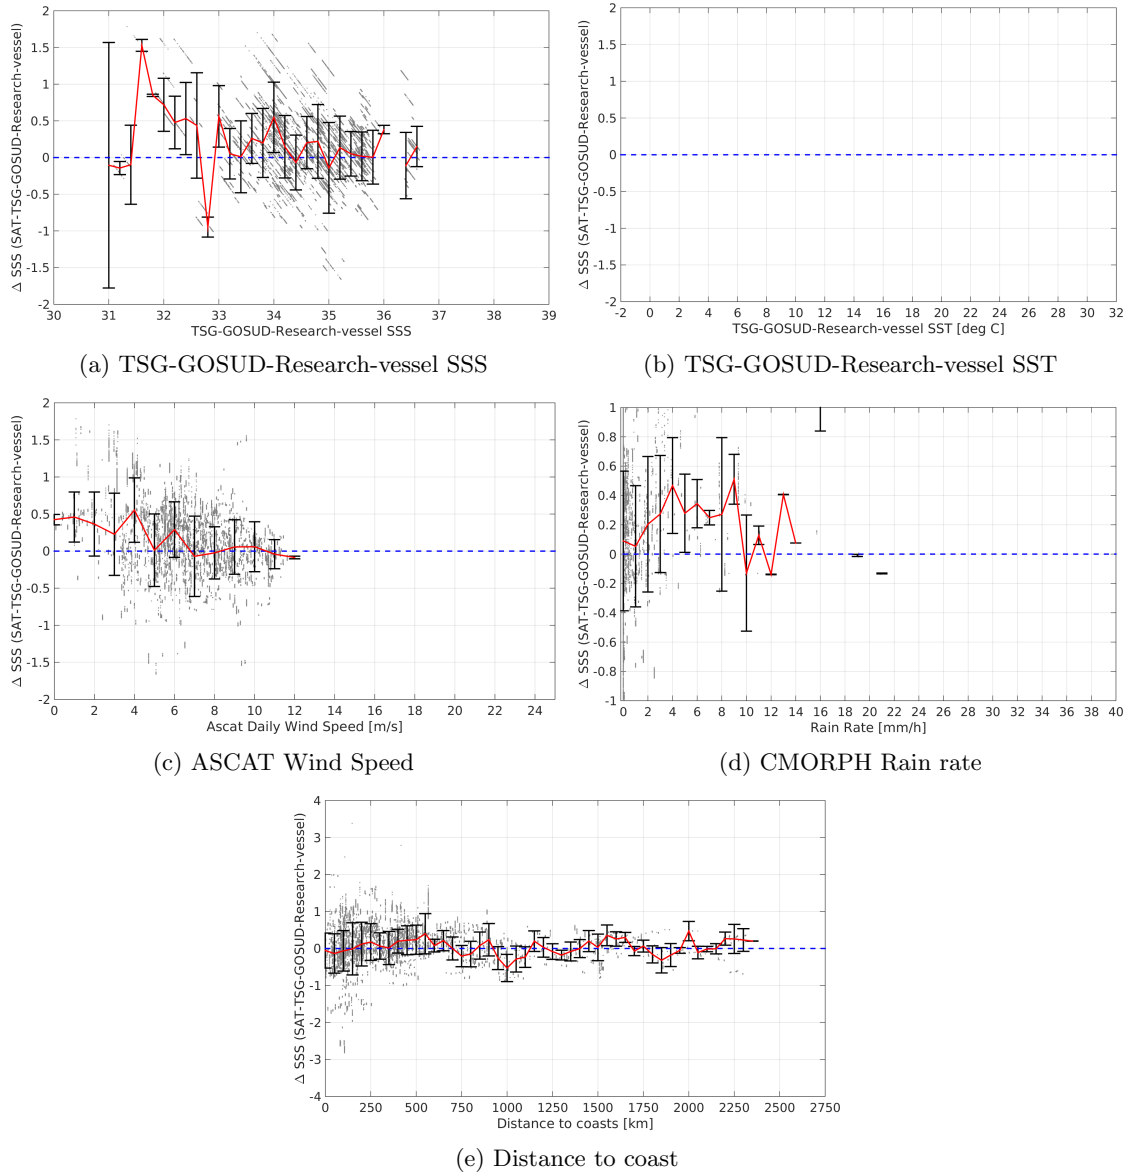 2
1.5
1
0.5
0
-0.5
-1
-1.5
-2
Δ SSS (SAT-TSG-GOSUD-Research-vessel)
30 31 32 33 34 35 36 37 38 39
TSG-GOSUD-Research-vessel SSS
(a) TSG-GOSUD-Research-vessel SSS
2
1.5
1
0.5
0
-0.5
-1
-1.5
-2
Δ SSS (SAT-TSG-GOSUD-Research-vessel)
-2 0 2 4 6 8 10 12 14 16 18 20 22 24 26 28 30 32
TSG-GOSUD-Research-vessel SST [deg C]
(b) TSG-GOSUD-Research-vessel SST
2
1.5
1
0.5
0
-0.5
-1
-1.5
-2
Δ SSS (SAT-TSG-GOSUD-Research-vessel)
0 2 4 6 8 10 12 14 16 18 20 22 24
Ascat Daily Wind Speed [m/s]
(c) ASCAT Wind Speed
1
0.8
0.6
0.4
0.2
0
-0.2
-0.4
-0.6
-0.8
-1
Δ SSS (SAT-TSG-GOSUD-Research-vessel)
0 2 4 6 8 10 12 14 16 18 20 22 24 26 28 30 32 34 36 38 40
Rain Rate [mm/h]
(d) CMORPH Rain rate
4
3
2
1
0
-1
-2
-3
-4
Δ SSS (SAT-TSG-GOSUD-Research-vessel)
0 250 500 750 1000 1250 1500 1750 2000 2250 2500 2750
Distance to coasts [km]
(e) Distance to coast